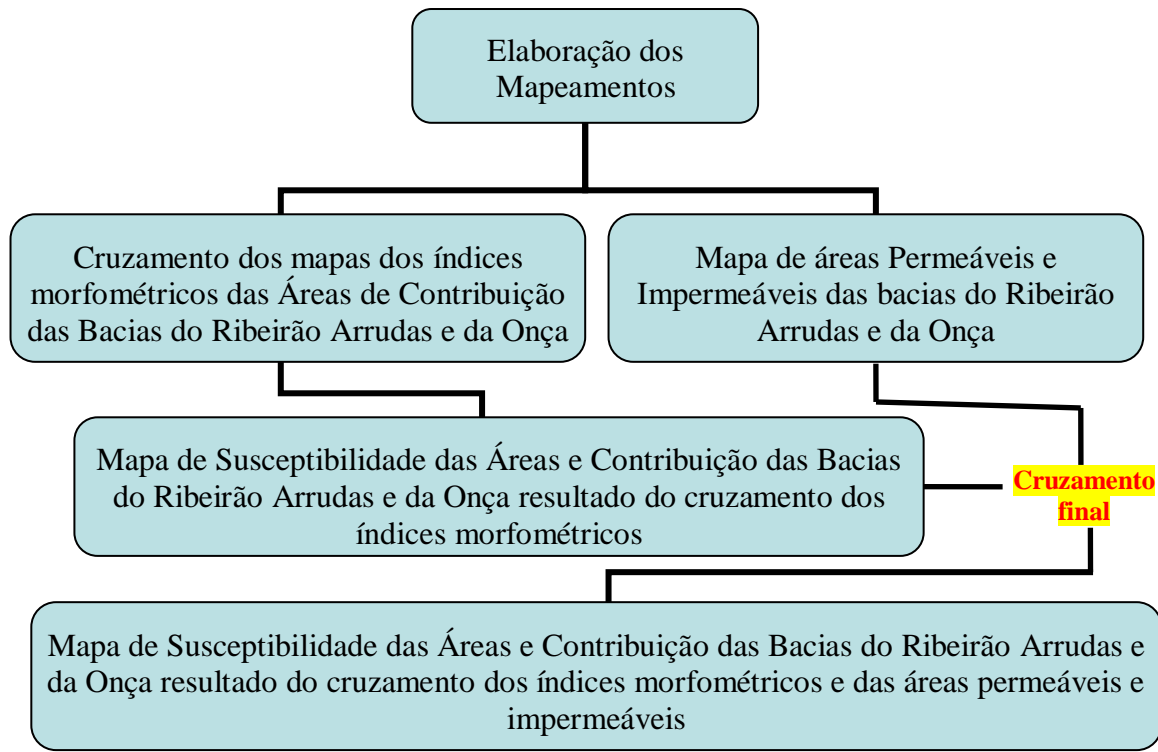 Elaboração dos
Mapeamentos
Cruzamento dos mapas dos índices
morfométricos das Áreas de Contribuição
das Bacias do Ribeirão Arrudas e da Onça
Mapa de áreas Permeáveis e
Impermeáveis das bacias do Ribeirão
Arrudas e da Onça
Mapa de Susceptibilidade das Áreas e Contribuição das Bacias
do Ribeirão Arrudas e da Onça resultado do cruzamento dos
índices morfométricos
Cruzamento
final
Mapa de Susceptibilidade das Áreas e Contribuição das Bacias do Ribeirão Arrudas e
da Onça resultado do cruzamento dos índices morfométricos e das áreas permeáveis e
impermeáveis